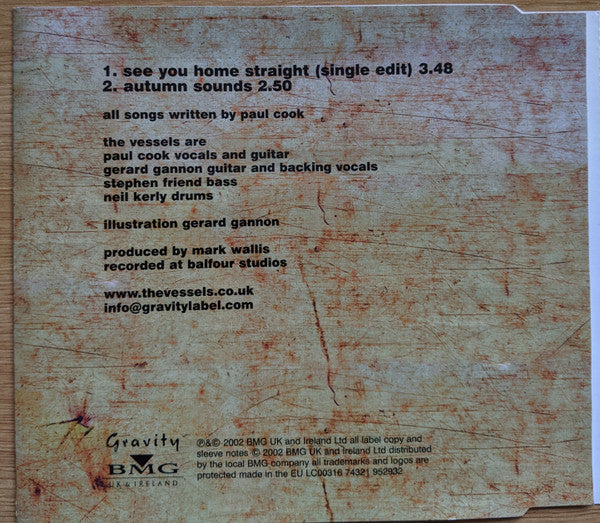 1. see you home straight (single edit) 3.48
2. autumn sounds 2.50
all songs written by paul cook
the vessels are
paul cook vocals and guitar
gerard gannon guitar and backing vocals
stephen friend bass
neil kerly drums
illustration gerard gannon
produced by mark wallis
recorded at balfour studios
www.thevessels.co.uk
info@gravitylabel.com
Gravity
BMG
UK & IRELAND
℗&© 2002 BMG UK and Ireland Ltd all label copy and
sleeve notes © 2002 BMG UK and Ireland Ltd distributed
by the local BMG company all trademarks and logos are
protected made in the EU LC00316 74321 952932